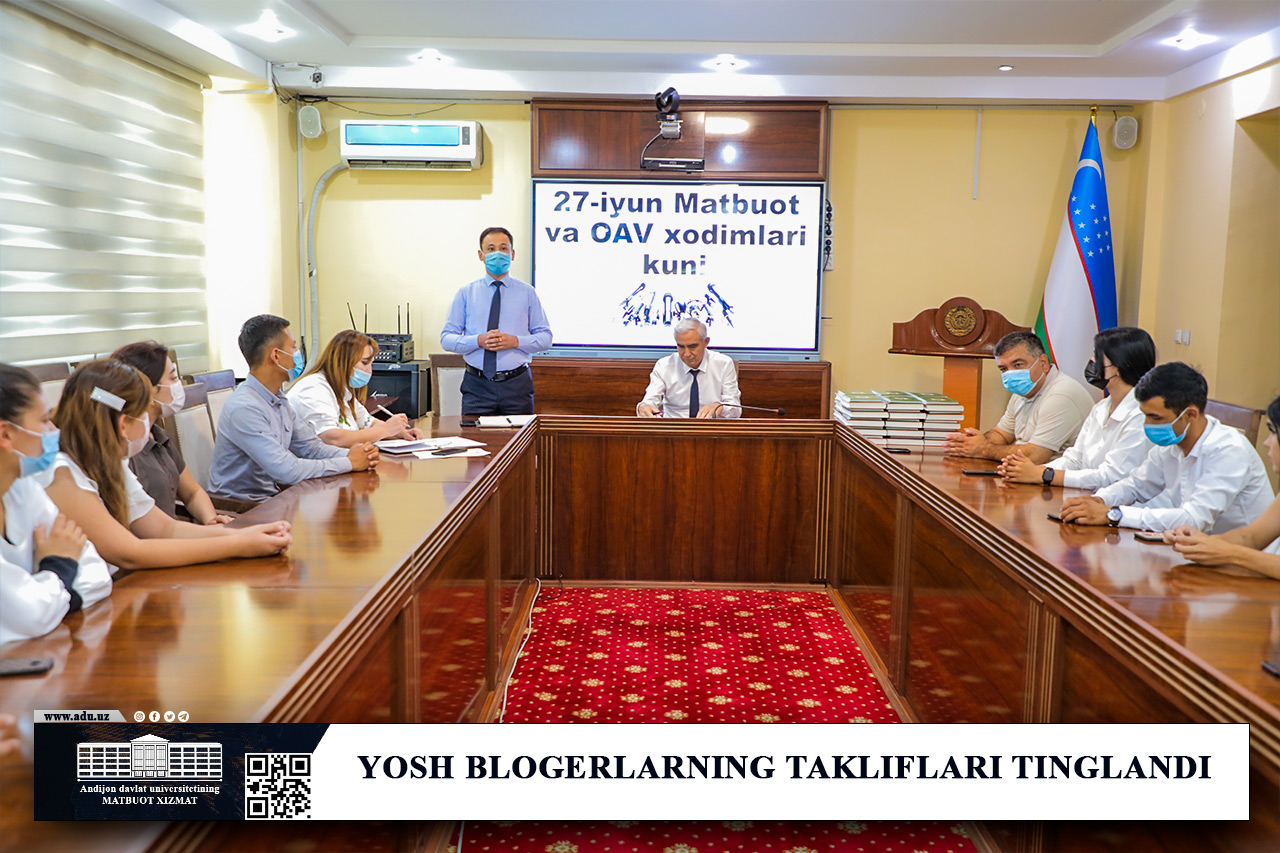 27-iyun Matbuot
va OAV xodimlari
kuni
www.adu.uz
Andijon davlat universitetining
MATBUOT XIZMAT
YOSH BLOGERLARNING TAKLIFLARI TINGLANDI